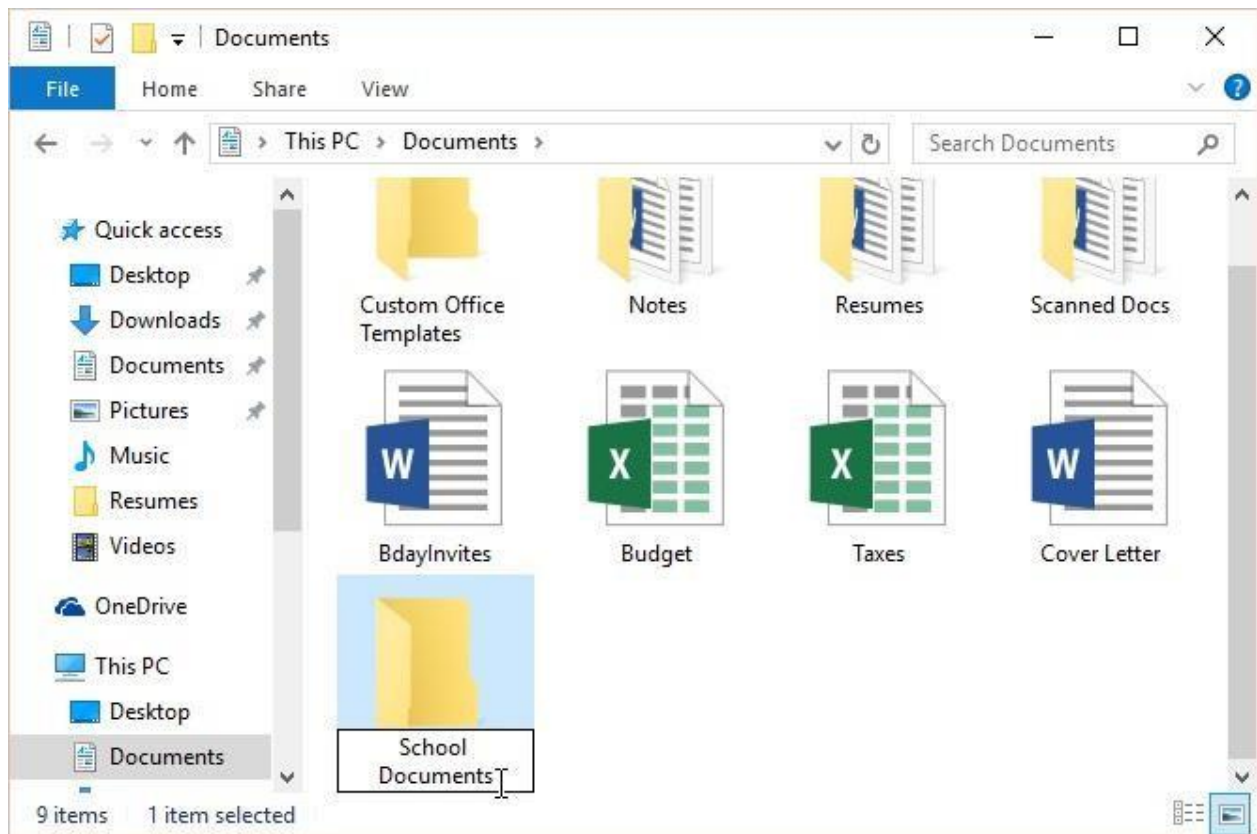 Documents
File Home Share View
This PC Documents
Search Documents
Quick access
Desktop
Downloads
Documents
Pictures
Music
Resumes
Videos
OneDrive
This PC
Desktop
Documents
Custom Office
Templates
Notes
Resumes
Scanned Docs
W
X
X
W
BdayInvites
Budget
Taxes
Cover Letter
School
Documents
9 items 1 item selected